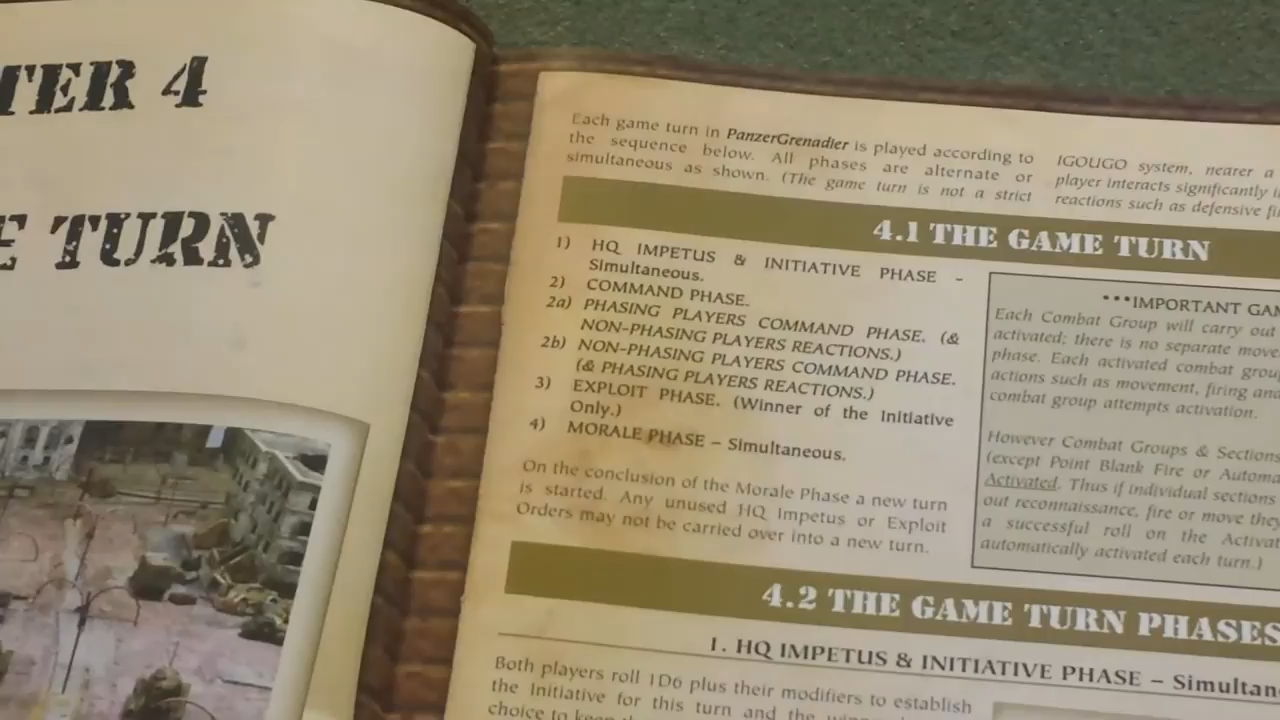 TER 4
E TURN
Each game turn in PanzerGrenadier is played according to
the sequence below. All phases are alternate or
simultaneous as shown. (The game turn is not a strict
IGOUGO system, nearer a
player interacts significantly
reactions such as defensive
4.1 THE GAME TURN
1) HQ IMPETUS & INITIATIVE PHASE –
Simultaneous.
2) COMMAND PHASE.
2a) PHASING PLAYERS COMMAND PHASE. (&
NON-PHASING PLAYERS REACTIONS.)
2b) NON-PHASING PLAYERS COMMAND PHASE.
(& PHASING PLAYERS REACTIONS.)
3) EXPLOIT PHASE. (Winner of the Initiative
Only.)
4) MORALE PHASE – Simultaneous.
On the conclusion of the Morale Phase a new turn
is started. Any unused HQ Impetus or Exploit
Orders may not be carried over into a new turn.
***IMPORTANT GAM
Each Combat Group will carry out
activated; there is no separate move
phase. Each activated combat grou
actions such as movement, firing and
combat group attempts activation.
However Combat Groups & Sections
(except Point Blank Fire or Automa
Activated. Thus if individual sections
out reconnaissance, fire or move they
a successful roll on the Activat
automatically activated each turn.)
4.2 THE GAME TURN PHASES
1. HQ IMPETUS & INITIATIVE PHASE – Simultan
Both players roll 1D6 plus their modifiers to establish
the Initiative for this turn and the
choice to keep